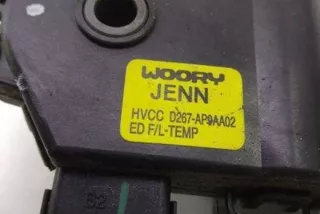 WOORY
JENN
HVCC D267-AP9AA02
ED F/L-TEMP